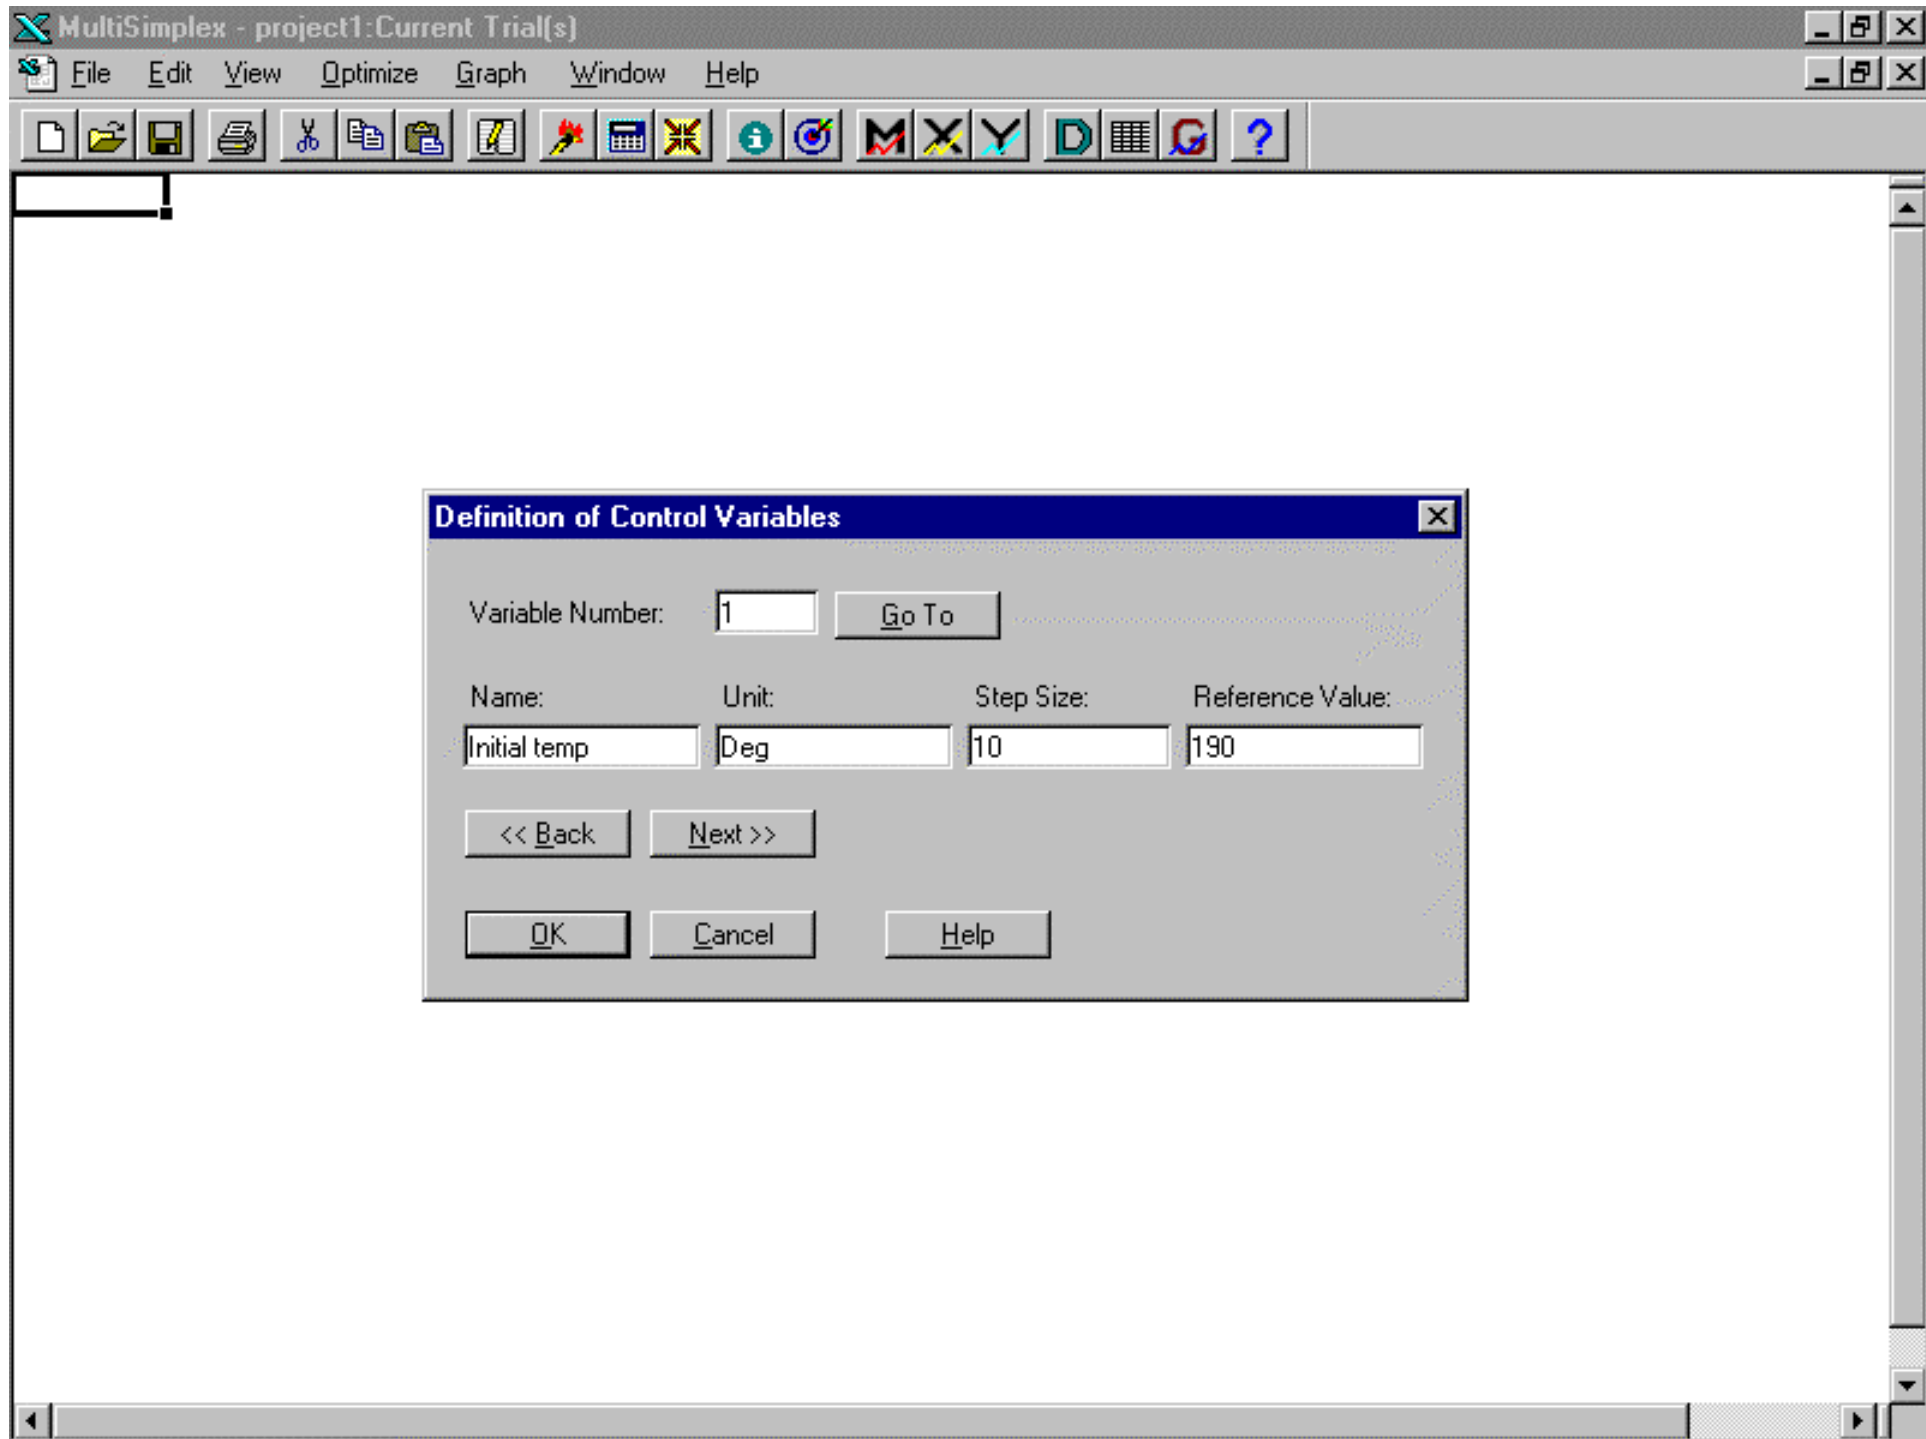 MultiSimplex - project1:Current Trial(s)
File Edit View Optimize Graph Window Help
Definition of Control Variables
Variable Number: 1 Go To
Name: Unit: Step Size: Reference Value:
Initial temp Deg 10 190
<< Back Next >>
OK Cancel Help